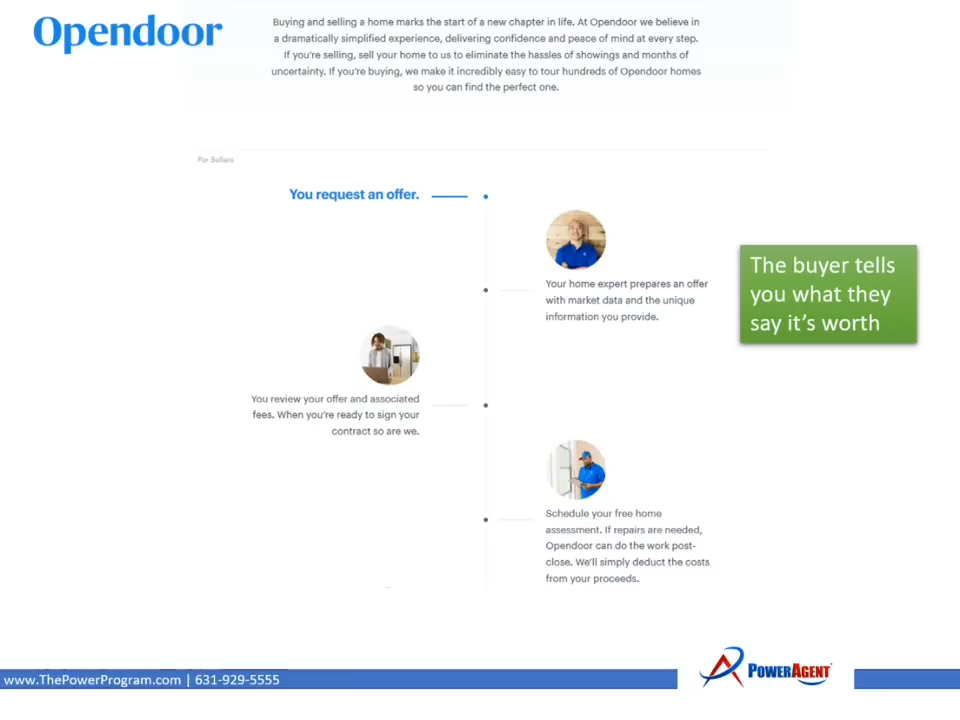 Opendoor
Buying and selling a home marks the start of a new chapter in life. At Opendoor we believe in
a dramatically simplified experience, delivering confidence and peace of mind at every step.
If you're selling, sell your home to us to eliminate the hassles of showings and months of
uncertainty. If you're buying, we make it incredibly easy to tour hundreds of Opendoor homes
so you can find the perfect one.
For Sellers
You request an offer.
Your home expert prepares an offer
with market data and the unique
information you provide.
The buyer tells
you what they
say it's worth
You review your offer and associated
fees. When you're ready to sign your
contract so are we.
Schedule your free home
assessment. If repairs are needed,
Opendoor can do the work post-
close. We'll simply deduct the costs
from your proceeds.
www.ThePowerProgram.com | 631-929-5555
POWERAGENT